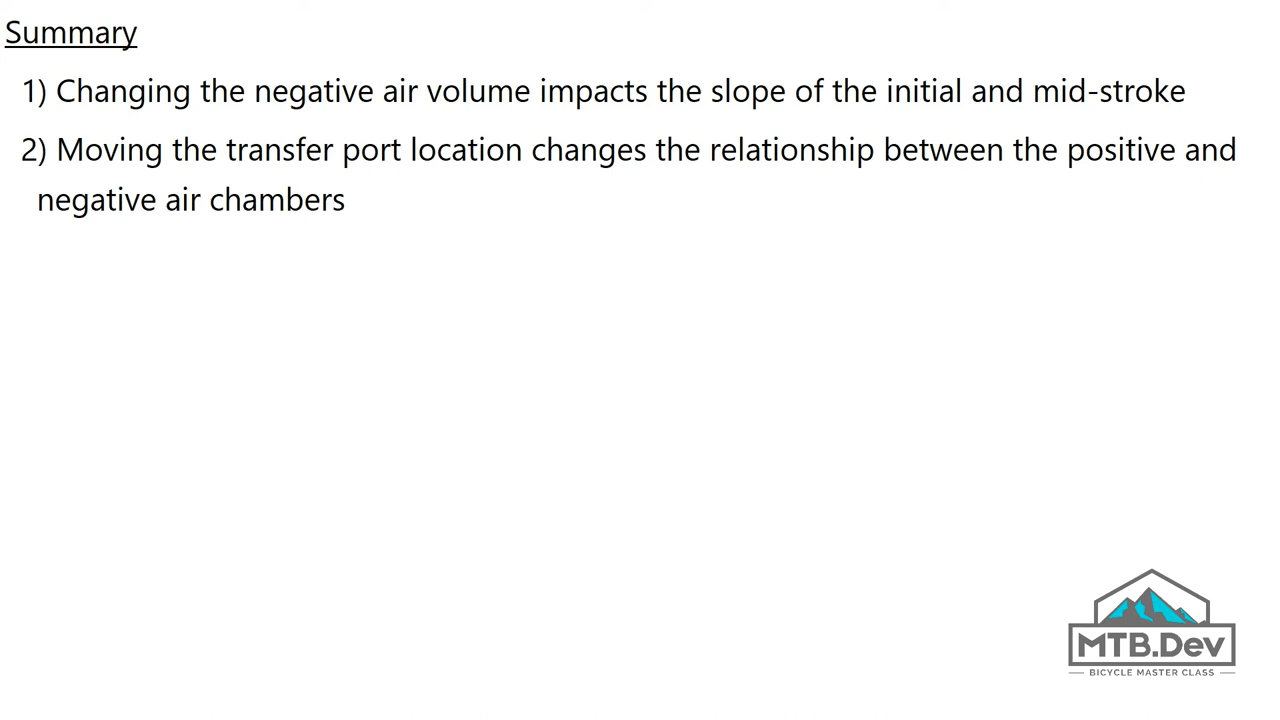 Summary
1) Changing the negative air volume impacts the slope of the initial and mid-stroke
2) Moving the transfer port location changes the relationship between the positive and
negative air chambers
MTB.Dev
BICYCLE MASTER CLASS